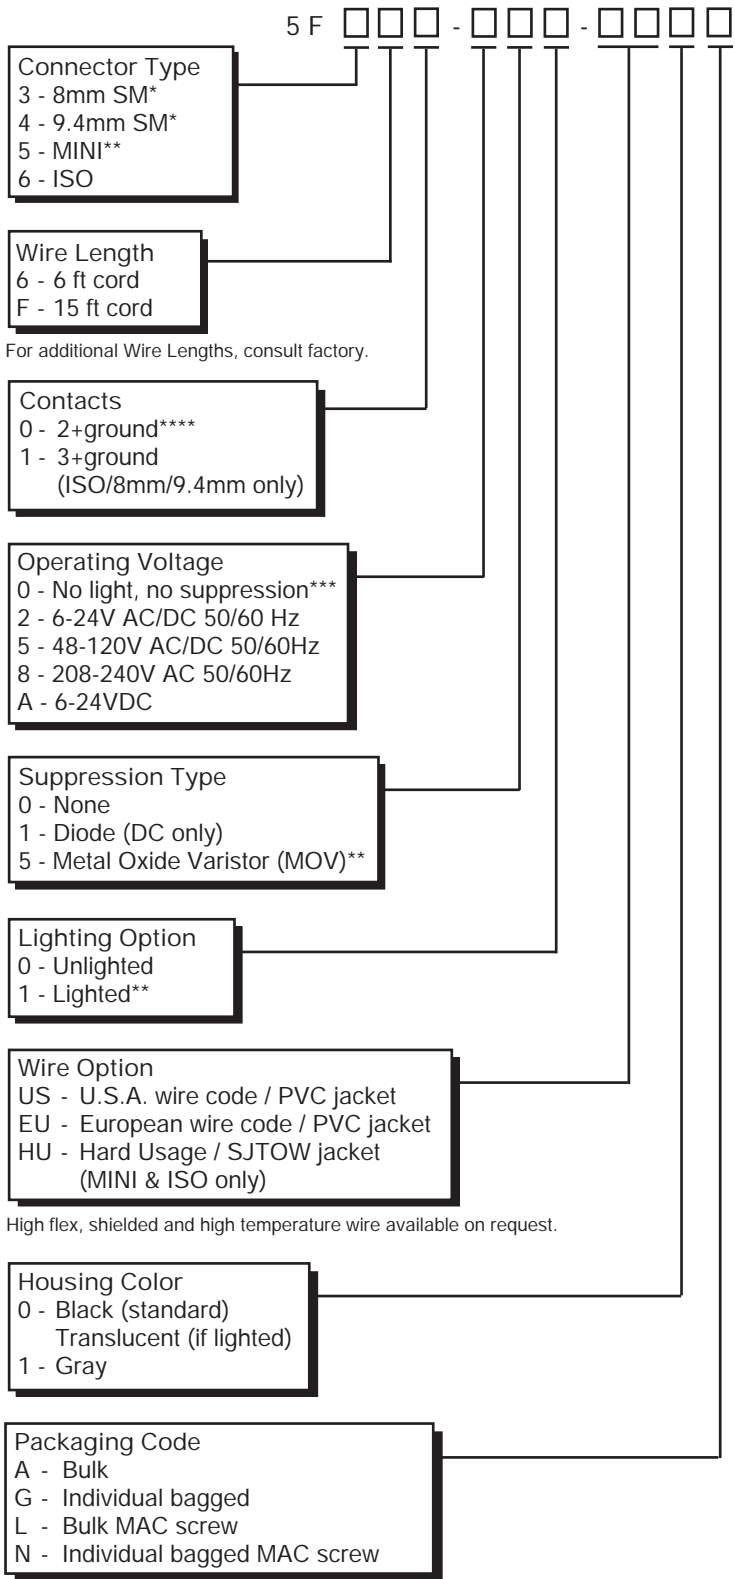 5 F □□□ - □□□ - □□□□
Connector Type
3 - 8mm SM*
4 - 9.4mm SM*
5 - MINI**
6 - ISO
Wire Length
6 - 6 ft cord
F - 15 ft cord
For additional Wire Lengths, consult factory.
Contacts
0 - 2+ground****
1 - 3+ground
(ISO/8mm/9.4mm only)
Operating Voltage
0 - No light, no suppression***
2 - 6-24V AC/DC 50/60 Hz
5 - 48-120V AC/DC 50/60Hz
8 - 208-240V AC 50/60Hz
A - 6-24VDC
Suppression Type
0 - None
1 - Diode (DC only)
5 - Metal Oxide Varistor (MOV)**
Lighting Option
0 - Unlighted
1 - Lighted**
Wire Option
US - U.S.A. wire code / PVC jacket
EU - European wire code / PVC jacket
HU - Hard Usage / SJTOW jacket
(MINI & ISO only)
High flex, shielded and high temperature wire available on request.
Housing Color
0 - Black (standard)
Translucent (if lighted)
1 - Gray
Packaging Code
A - Bulk
G - Individual bagged
L - Bulk MAC screw
N - Individual bagged MAC screw